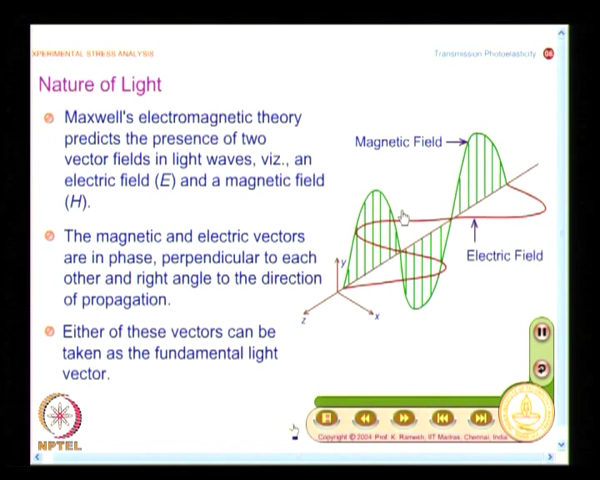 XPERIMENTAL STRESS ANALYSIS
Transmission Photoelasticity 08
Nature of Light
Maxwell's electromagnetic theory
predicts the presence of two
vector fields in light waves, viz., an
electric field (E) and a magnetic field
(H).
The magnetic and electric vectors
are in phase, perpendicular to each
other and right angle to the direction
of propagation.
Either of these vectors can be
taken as the fundamental light
vector.
Magnetic Field
Electric Field
y
z
x
NPTEL
Copyright © 2004 Prof. K. Ramesh, IIT Madras, Chennai, India